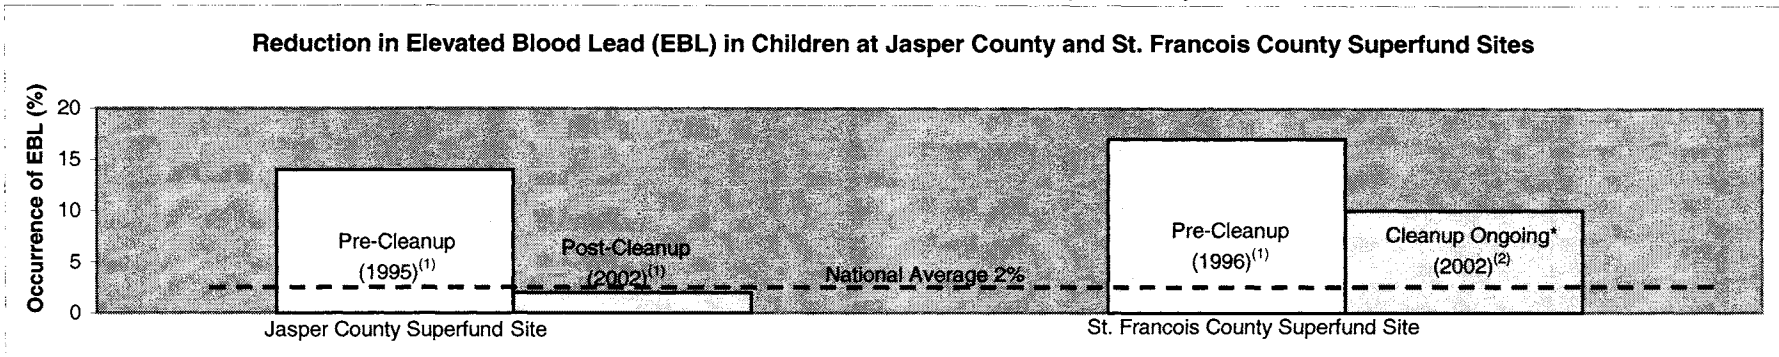 Reduction in Elevated Blood Lead (EBL) in Children at Jasper County and St. Francois County Superfund Sites
Occurrence of EBL (%)
20
15
10
5
0
Pre-Cleanup
(1995)(1)
Post-Cleanup
(2002)(1)
National Average 2%
Pre-Cleanup
(1996)(1)
Cleanup Ongoing*
(2002)(2)
Jasper County Superfund Site
St. Francois County Superfund Site